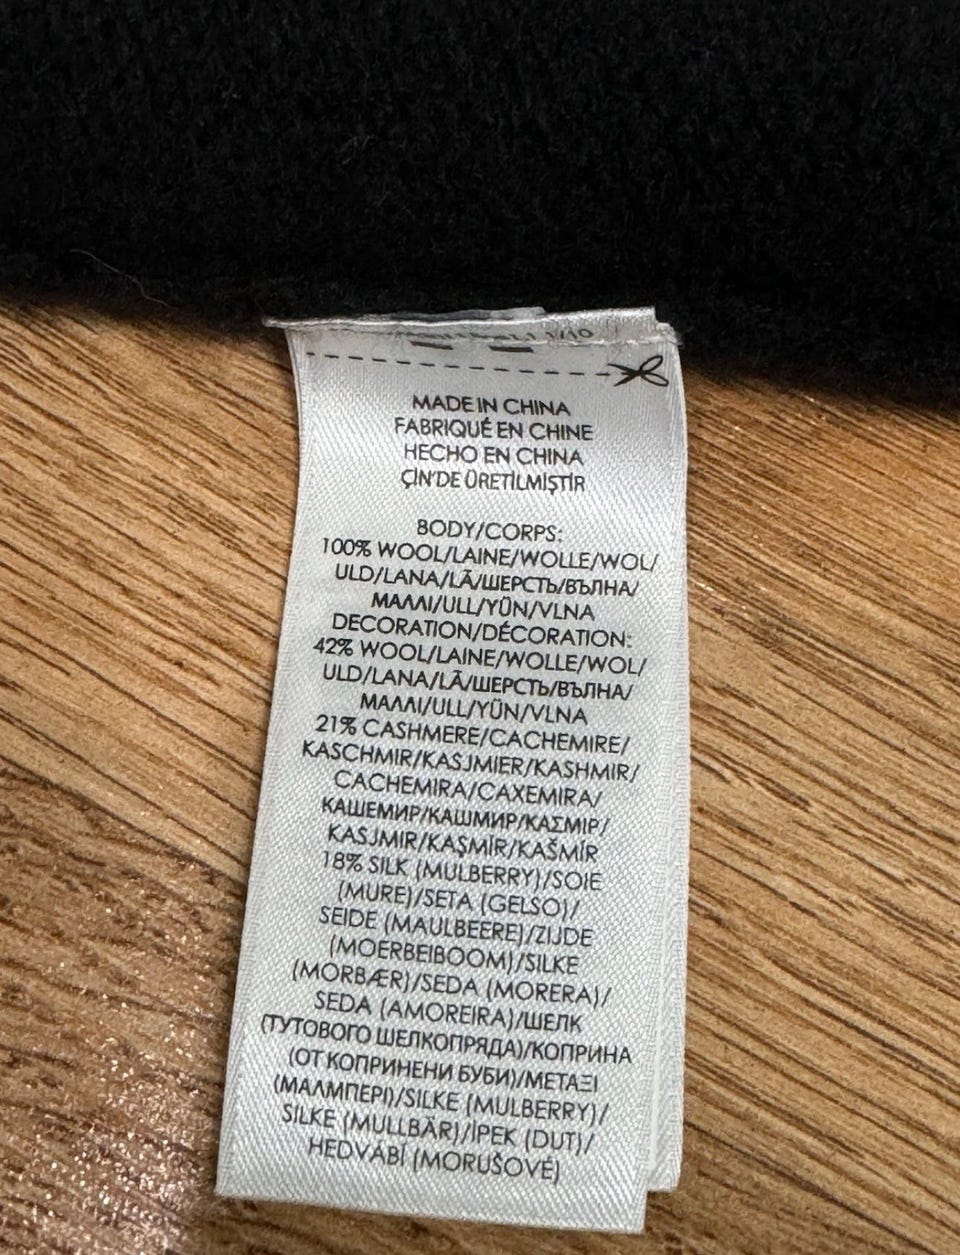 MADE IN CHINA
FABRIQUÉ EN CHINE
HECHO EN CHINA
ÇİN'DE ÜRETİLMİŞTİR
BODY/CORPS:
100% WOOL/LAINE/WOLLE/WOL/
ULD/LANA/LÃ/ШЕРСТЬ/ВЪЛНА/
ΜΑΛΛΙ/ULL/YÜN/VLNA
DECORATION/DÉCORATION:
42% WOOL/LAINE/WOLLE/WOL/
ULD/LANA/LÃ/ШЕРСТЬ/ВЪЛНА/
ΜΑΛΛΙ/ULL/YÜN/VLNA
21% CASHMERE/CACHEMIRE/
KASCHMIR/KASJMIER/KASHMIR/
CACHEMIRA/CAXEMIRA/
КАШЕМИР/КАШМИР/ΚΑΣΜΙΡ/
KASJMIR/KAŞMİR/KAŠMÍR
18% SILK (MULBERRY)/SOIE
(MURE)/SETA (GELSO)/
SEIDE (MAULBEERE)/ZIJDE
(MOERBEIBOOM)/SILKE
(MORBÆR)/SEDA (MORERA)/
SEDA (AMOREIRA)/ШЕЛК
(ТУТОВОГО ШЕЛКОПРЯДА)/КОПРИНА
(ОТ КОПРИНЕНИ БУБИ)/ΜΕΤΑΞΙ
(ΜΑΛΜΠΕΡΙ)/SILKE (MULBERRY)/
SILKE (MULLBÄR)/İPEK (DUT)/
HEDVÁBÍ (MORUŠOVÉ)